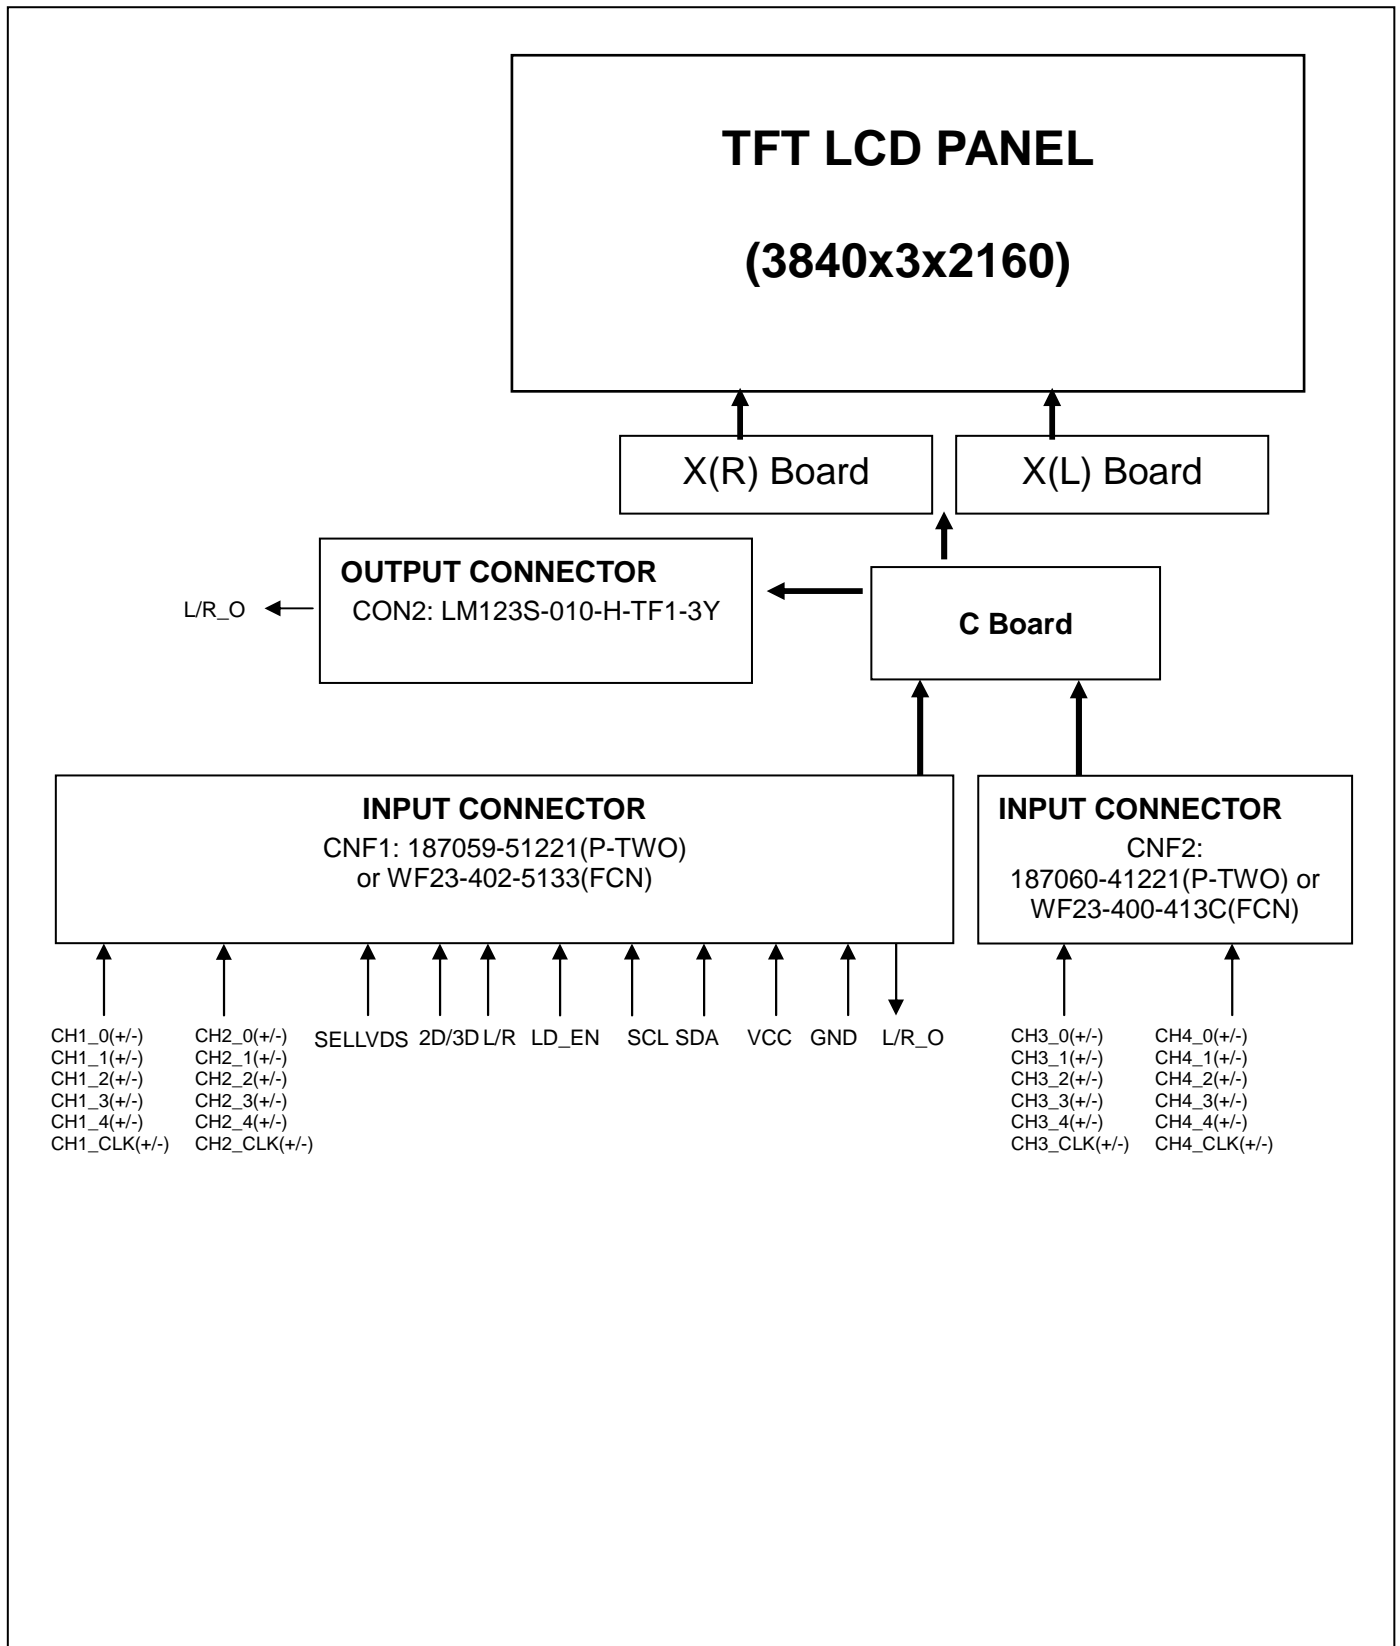 TFT LCD PANEL
(3840x3x2160)
X(R) Board
X(L) Board
OUTPUT CONNECTOR
CON2: LM123S-010-H-TF1-3Y
L/R_O
C Board
INPUT CONNECTOR
CNF1: 187059-51221(P-TWO)
or WF23-402-5133(FCN)
INPUT CONNECTOR
CNF2:
187060-41221(P-TWO) or
WF23-400-413C(FCN)
CH1_0(+/-)
CH1_1(+/-)
CH1_2(+/-)
CH1_3(+/-)
CH1_4(+/-)
CH1_CLK(+/-)
CH2_0(+/-)
CH2_1(+/-)
CH2_2(+/-)
CH2_3(+/-)
CH2_4(+/-)
CH2_CLK(+/-)
SELLVDS 2D/3D L/R LD_EN SCL SDA VCC GND L/R_O
CH3_0(+/-)
CH3_1(+/-)
CH3_2(+/-)
CH3_3(+/-)
CH3_4(+/-)
CH3_CLK(+/-)
CH4_0(+/-)
CH4_1(+/-)
CH4_2(+/-)
CH4_3(+/-)
CH4_4(+/-)
CH4_CLK(+/-)